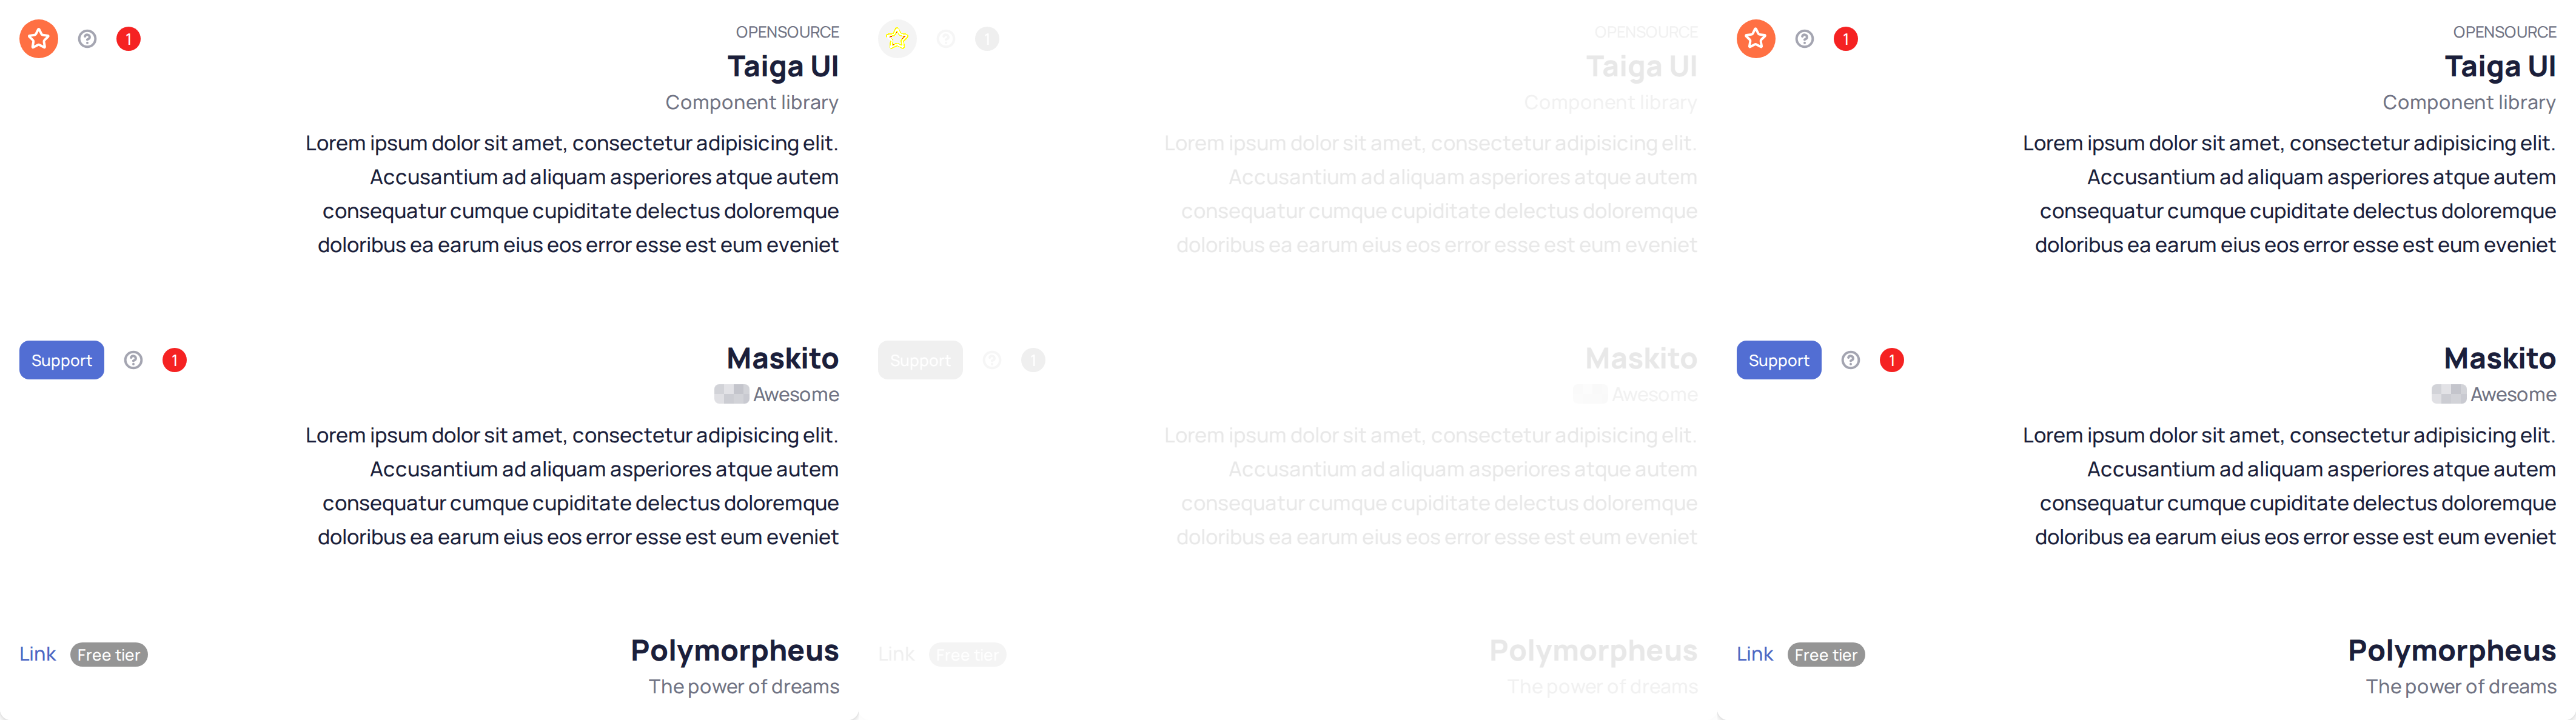 1
OPENSOURCE
Taiga UI
Component library
Lorem ipsum dolor sit amet, consectetur adipisicing elit.
Accusantium ad aliquam asperiores atque autem
consequatur cumque cupiditate delectus doloremque
doloribus ea earum eius eos error esse est eum eveniet
Support
1
Maskito
Awesome
Lorem ipsum dolor sit amet, consectetur adipisicing elit.
Accusantium ad aliquam asperiores atque autem
consequatur cumque cupiditate delectus doloremque
doloribus ea earum eius eos error esse est eum eveniet
Link
Free tier
Polymorpheus
The power of dreams
1
OPENSOURCE
Taiga UI
Component library
Lorem ipsum dolor sit amet, consectetur adipisicing elit.
Accusantium ad aliquam asperiores atque autem
consequatur cumque cupiditate delectus doloremque
doloribus ea earum eius eos error esse est eum eveniet
Support
1
Maskito
Awesome
Lorem ipsum dolor sit amet, consectetur adipisicing elit.
Accusantium ad aliquam asperiores atque autem
consequatur cumque cupiditate delectus doloremque
doloribus ea earum eius eos error esse est eum eveniet
Link
Free tier
Polymorpheus
The power of dreams
1
OPENSOURCE
Taiga UI
Component library
Lorem ipsum dolor sit amet, consectetur adipisicing elit.
Accusantium ad aliquam asperiores atque autem
consequatur cumque cupiditate delectus doloremque
doloribus ea earum eius eos error esse est eum eveniet
Support
1
Maskito
Awesome
Lorem ipsum dolor sit amet, consectetur adipisicing elit.
Accusantium ad aliquam asperiores atque autem
consequatur cumque cupiditate delectus doloremque
doloribus ea earum eius eos error esse est eum eveniet
Link
Free tier
Polymorpheus
The power of dreams